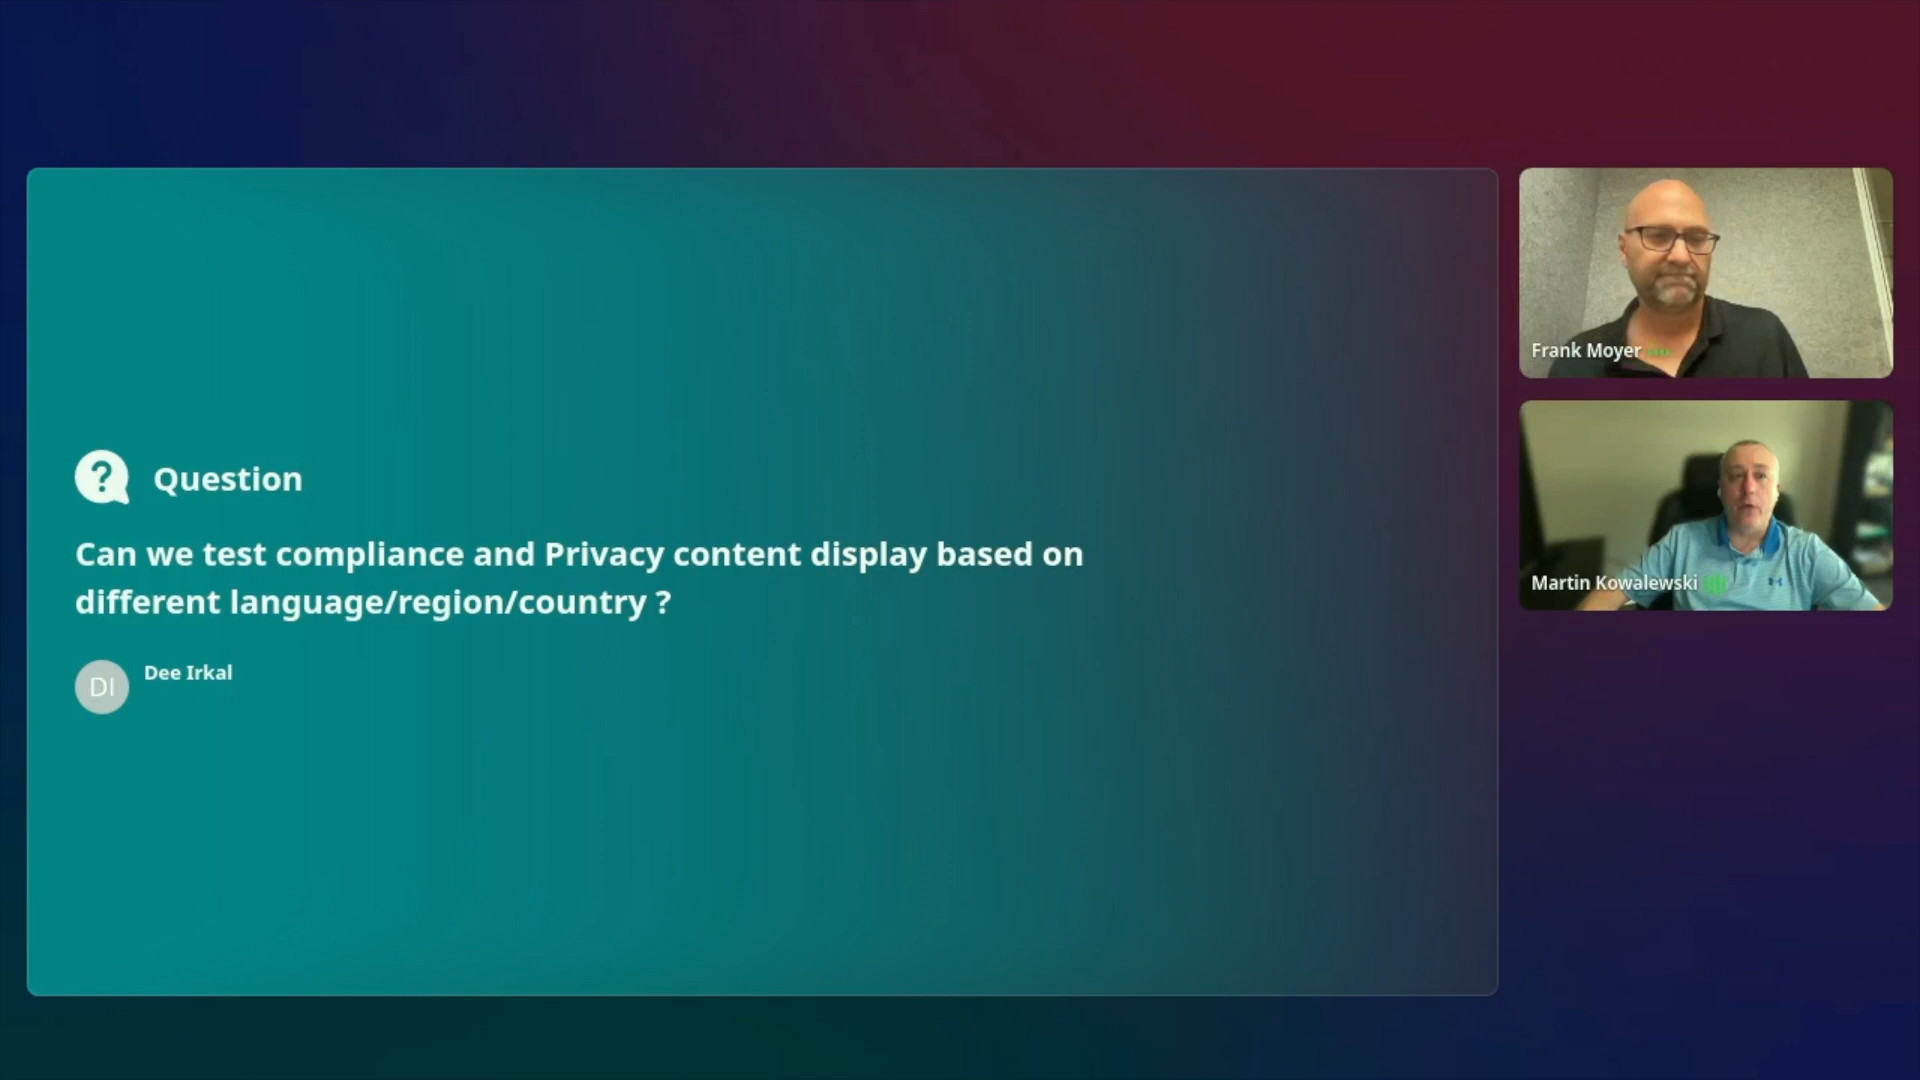 Question
Can we test compliance and Privacy content display based on
different language/region/country ?
DI
Dee Irkal
Frank Moyer
Martin Kowalewski